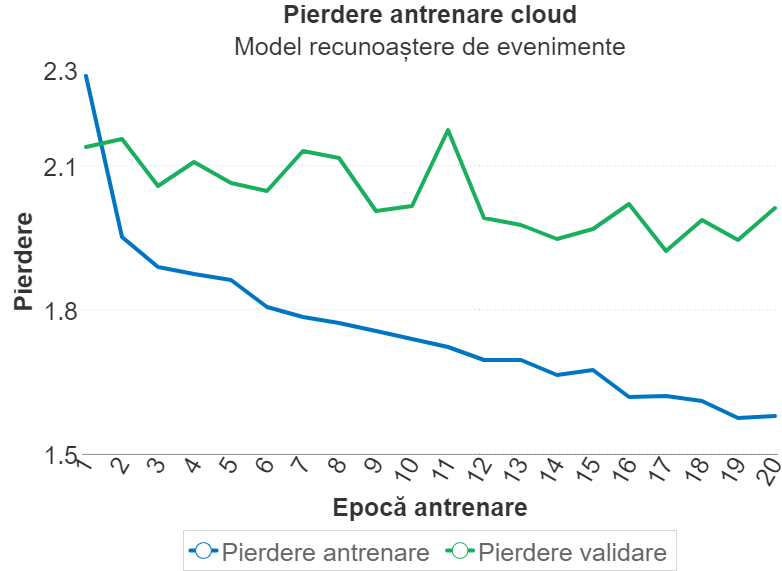 Pierdere antrenare cloud
Model recunoaștere de evenimente
Pierdere
2.3
2.1
1.8
1.5
1 2 3 4 5 6 7 8 9 10 11 12 13 14 15 16 17 18 19 20
Epocă antrenare
Pierdere antrenare Pierdere validare